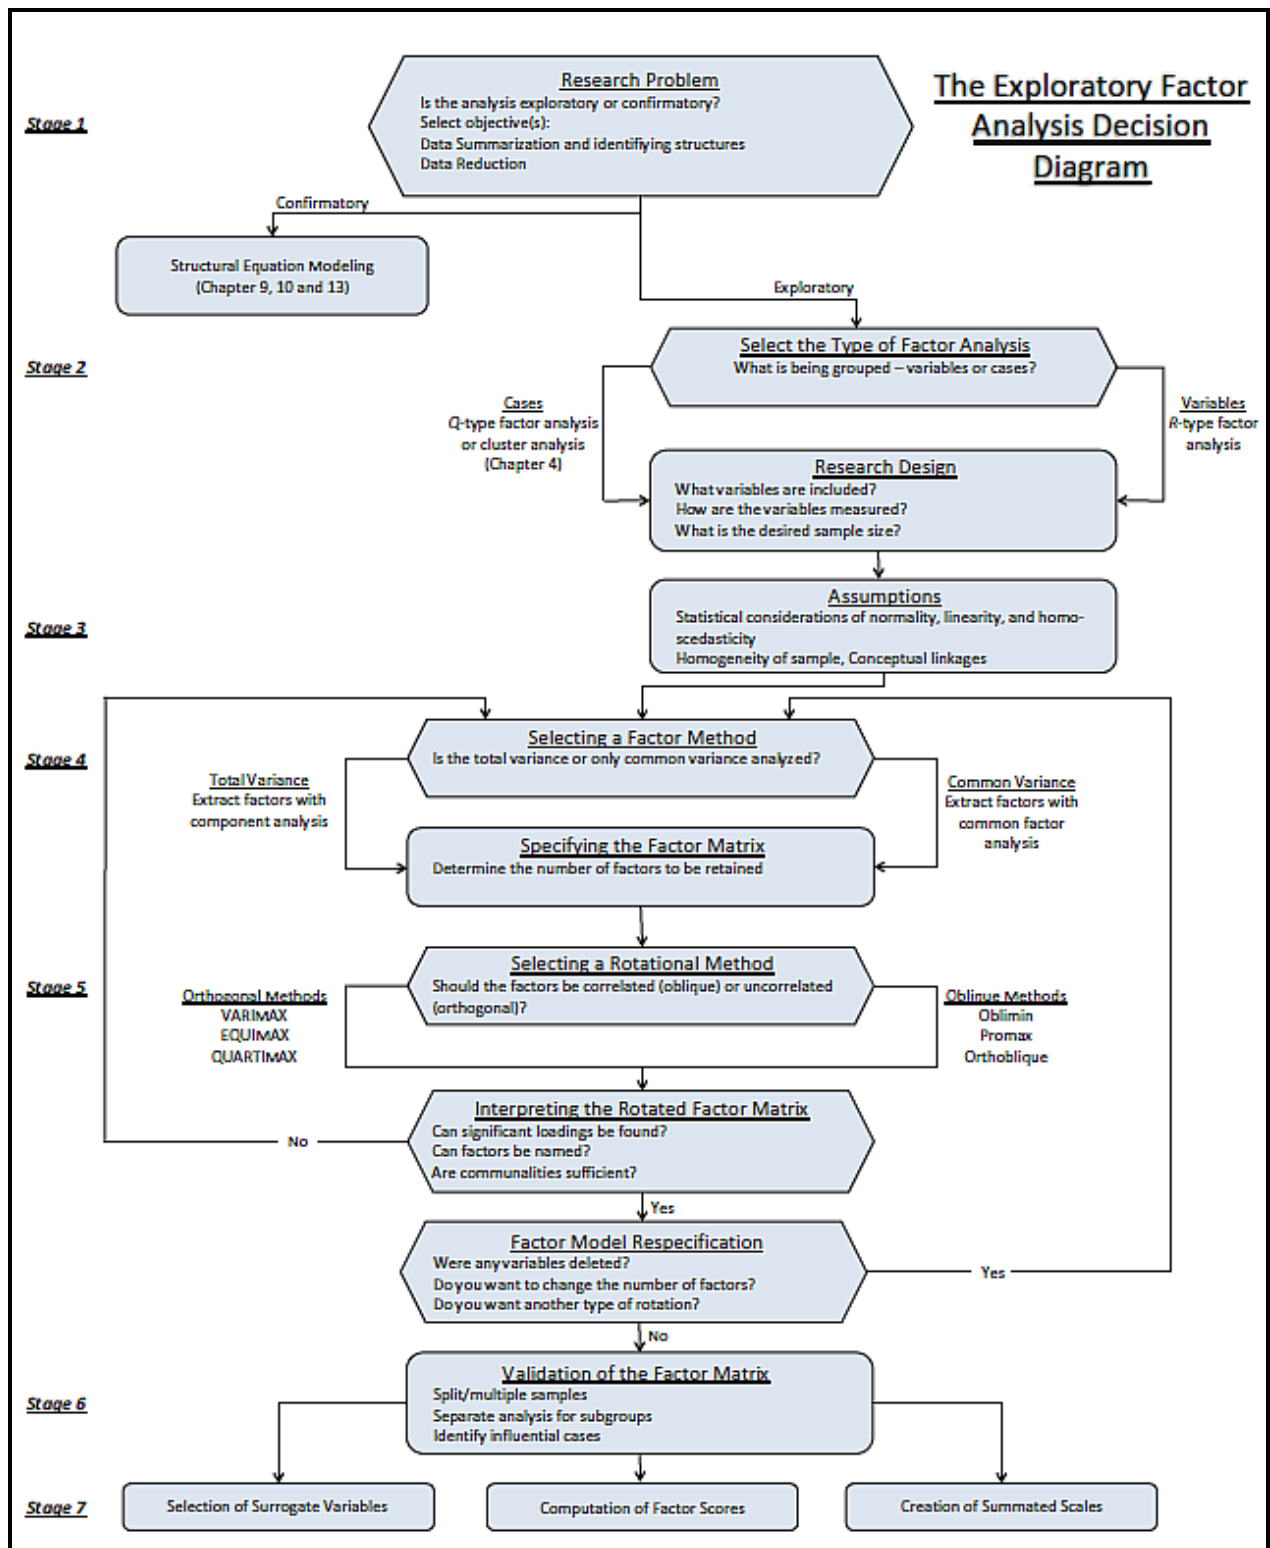 The Exploratory Factor
Analysis Decision
Diagram
Stage 1
Research Problem
Is the analysis exploratory or confirmatory?
Select objective(s):
Data Summarization and identifiying structures
Data Reduction
Confirmatory
Structural Equation Modeling
(Chapter 9, 10 and 13)
Exploratory
Stage 2
Select the Type of Factor Analysis
What is being grouped – variables or cases?
Cases
Q-type factor analysis
or cluster analysis
(Chapter 4)
Variables
R-type factor
analysis
Research Design
What variables are included?
How are the variables measured?
What is the desired sample size?
Stage 3
Assumptions
Statistical considerations of normality, linearity, and homo-
scedasticity
Homogeneity of sample, Conceptual linkages
Stage 4
Selecting a Factor Method
Is the total variance or only common variance analyzed?
Total Variance
Extract factors with
component analysis
Common Variance
Extract factors with
common factor
analysis
Specifying the Factor Matrix
Determine the number of factors to be retained
Stage 5
Selecting a Rotational Method
Should the factors be correlated (oblique) or uncorrelated
(orthogonal)?
Orthogonal Methods
VARIMAX
EQUIMAX
QUARTIMAX
Oblique Methods
Oblimin
Promax
Orthoblique
Interpreting the Rotated Factor Matrix
Can significant loadings be found?
Can factors be named?
Are communalities sufficient?
No
Yes
Factor Model Respecification
Were any variables deleted?
Do you want to change the number of factors?
Do you want another type of rotation?
Yes
No
Stage 6
Validation of the Factor Matrix
Split/multiple samples
Separate analysis for subgroups
Identify influential cases
Stage 7
Selection of Surrogate Variables
Computation of Factor Scores
Creation of Summated Scales